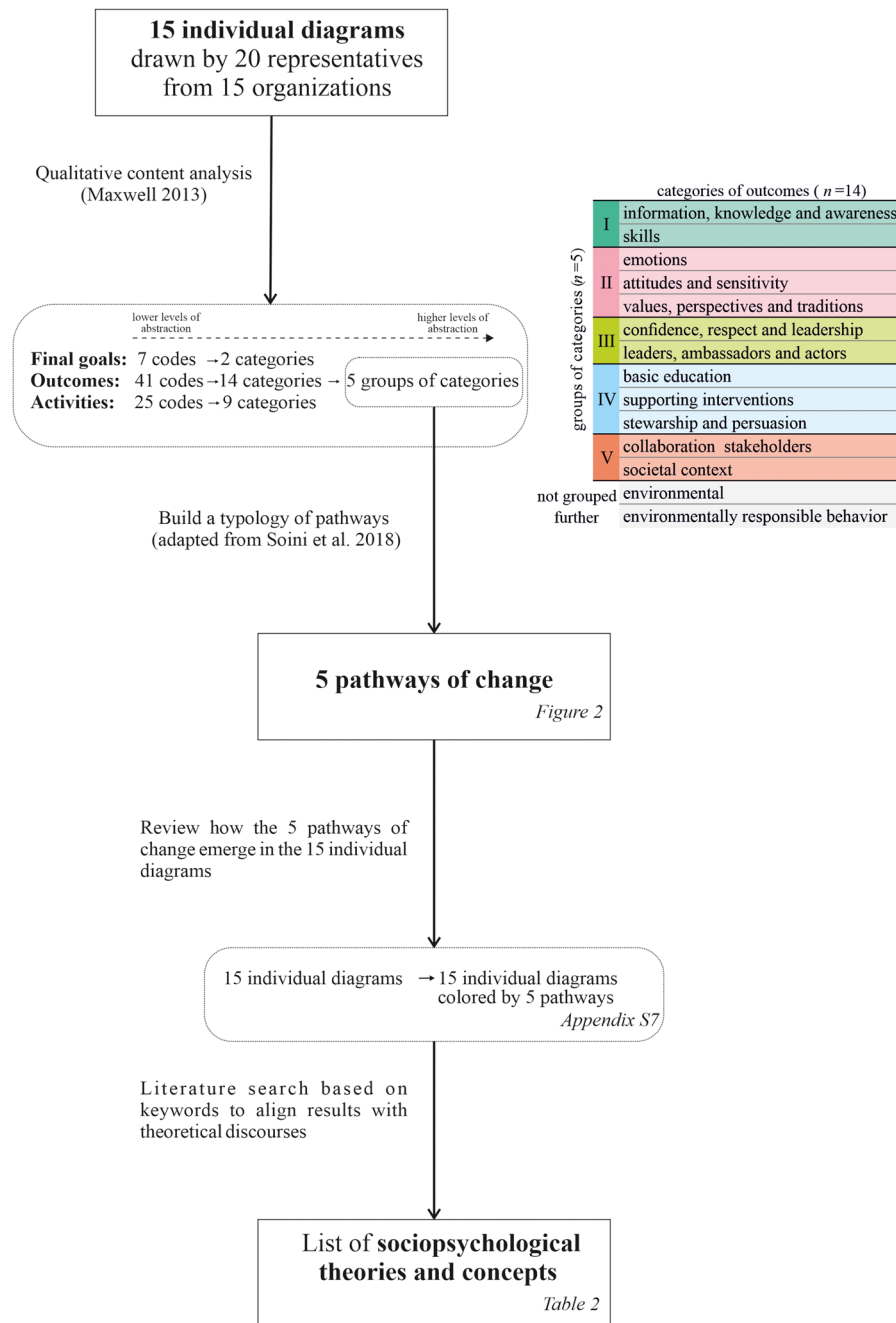 15 individual diagrams
drawn by 20 representatives
from 15 organizations
Qualitative content analysis
(Maxwell 2013)
lower levels of
abstraction
higher levels of
abstraction
Final goals: 7 codes → 2 categories
Outcomes: 41 codes → 14 categories → 5 groups of categories
Activities: 25 codes → 9 categories
categories of outcomes ( n =14)
groups of categories (n =5)
I
information, knowledge and awareness
skills
II
emotions
attitudes and sensitivity
values, perspectives and traditions
III
confidence, respect and leadership
leaders, ambassadors and actors
IV
basic education
supporting interventions
stewarship and persuasion
V
collaboration stakeholders
societal context
not grouped
further
environmental
environmentally responsible behavior
Build a typology of pathways
(adapted from Soini et al. 2018)
5 pathways of change
Figure 2
Review how the 5 pathways of
change emerge in the 15 individual
diagrams
15 individual diagrams → 15 individual diagrams
colored by 5 pathways
Appendix S7
Literature search based on
keywords to align results with
theoretical discourses
List of sociopsychological
theories and concepts
Table 2